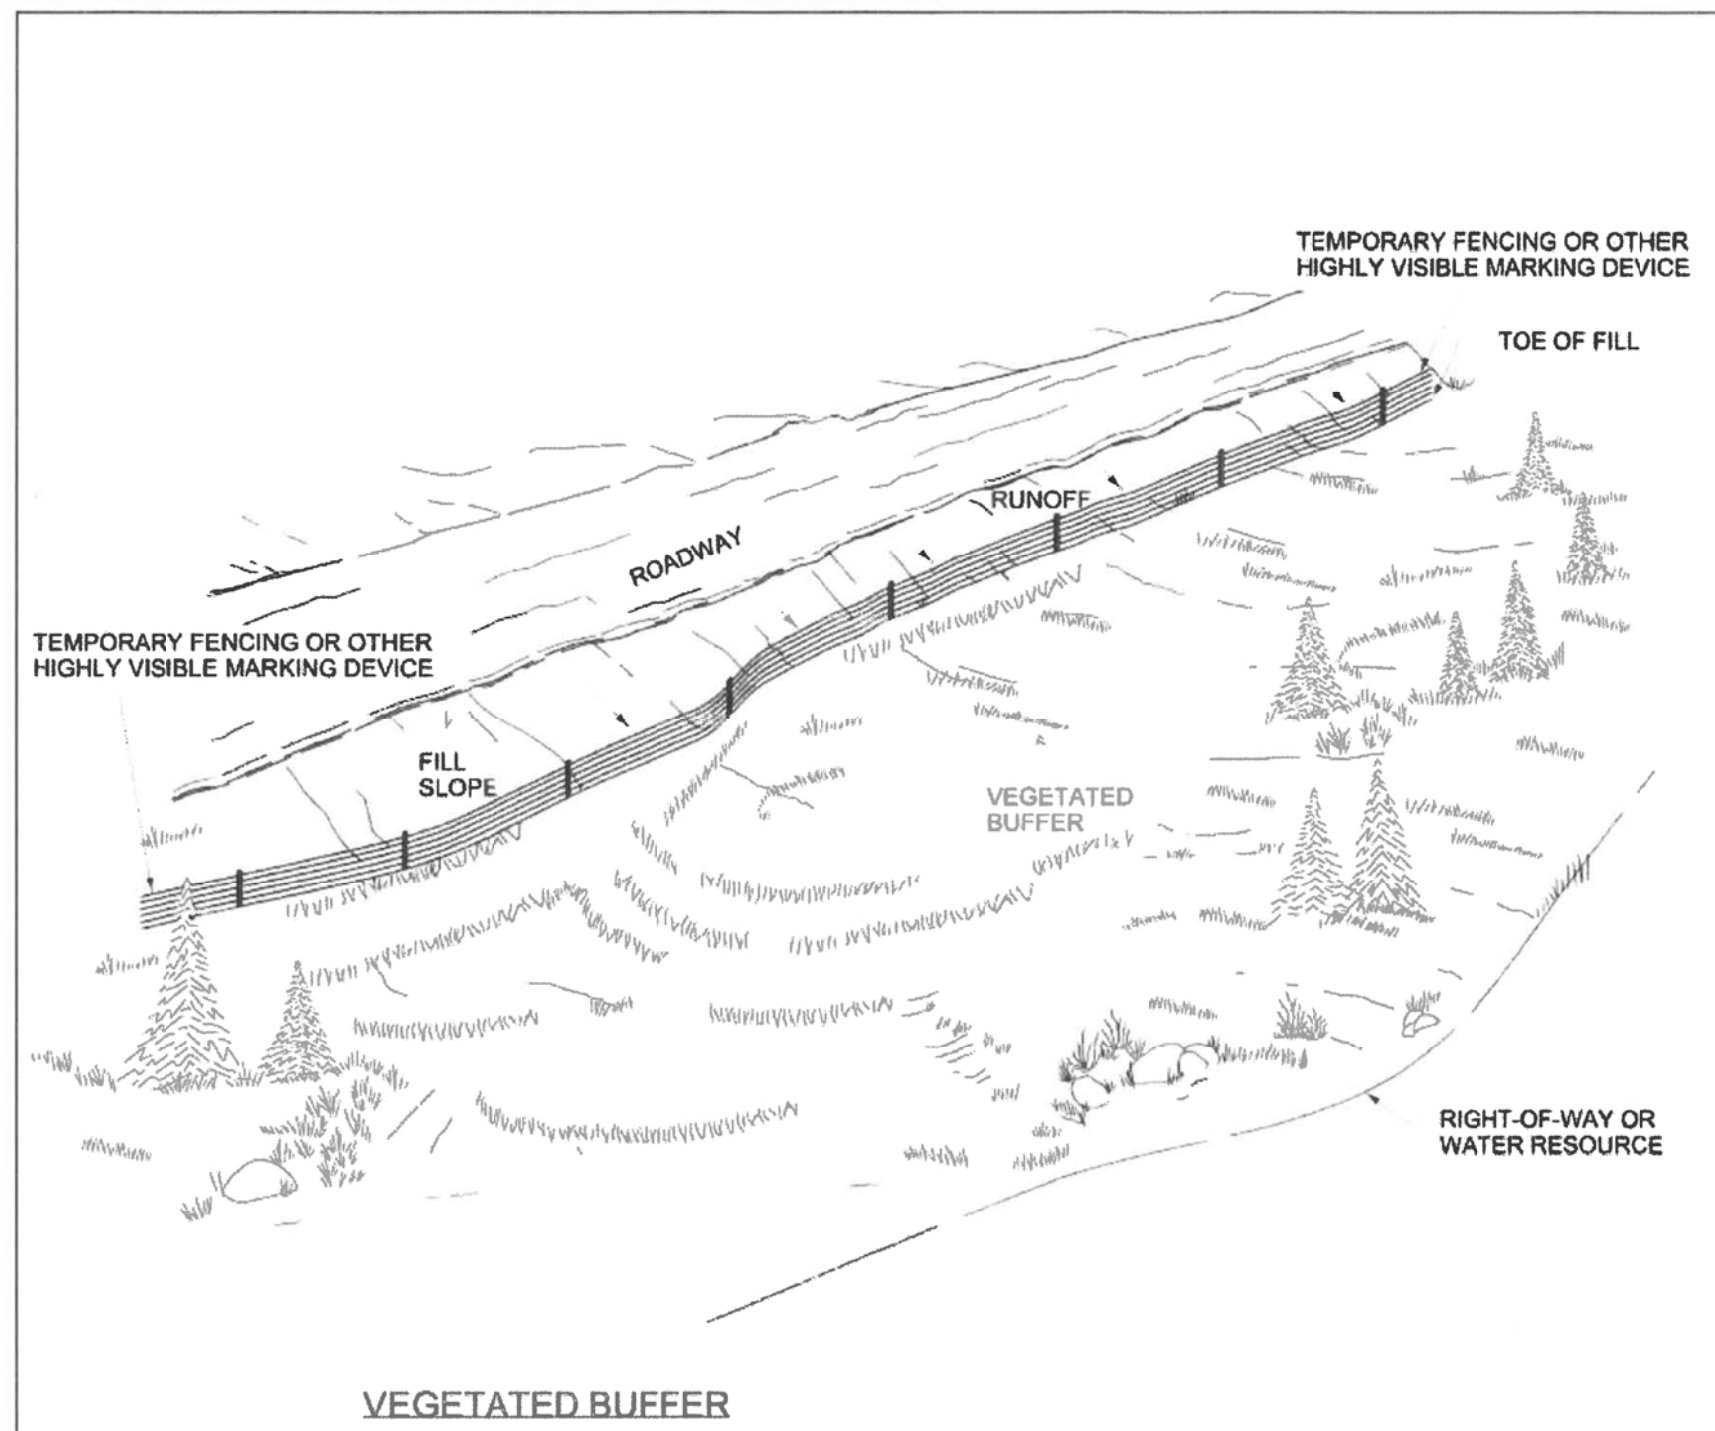 TEMPORARY FENCING OR OTHER
HIGHLY VISIBLE MARKING DEVICE
TOE OF FILL
RUNOFF
ROADWAY
TEMPORARY FENCING OR OTHER
HIGHLY VISIBLE MARKING DEVICE
FILL
SLOPE
VEGETATED
BUFFER
RIGHT-OF-WAY OR
WATER RESOURCE
VEGETATED BUFFER